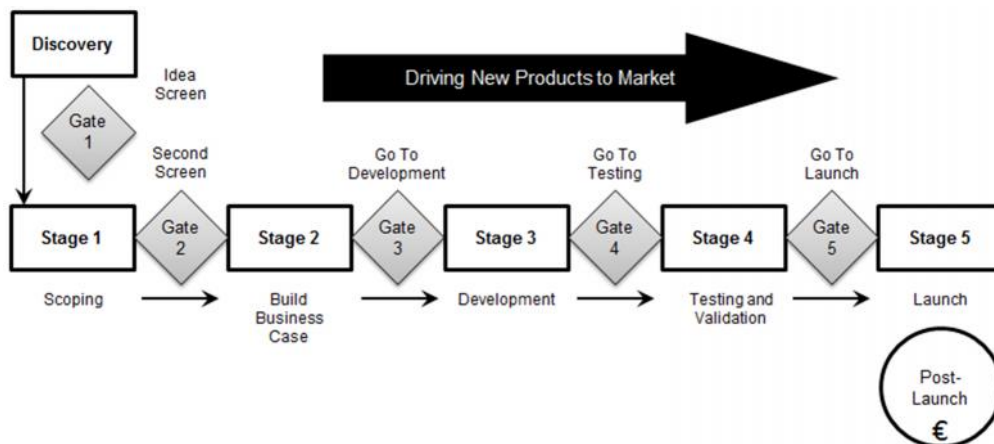 Discovery
Idea
Screen
Driving New Products to Market
Gate
1
Second
Screen
Go To
Development
Go To
Testing
Go To
Launch
Stage 1
Gate
2
Stage 2
Gate
3
Stage 3
Gate
4
Stage 4
Gate
5
Stage 5
Scoping
Build
Business
Case
Development
Testing and
Validation
Launch
Post-
Launch
€